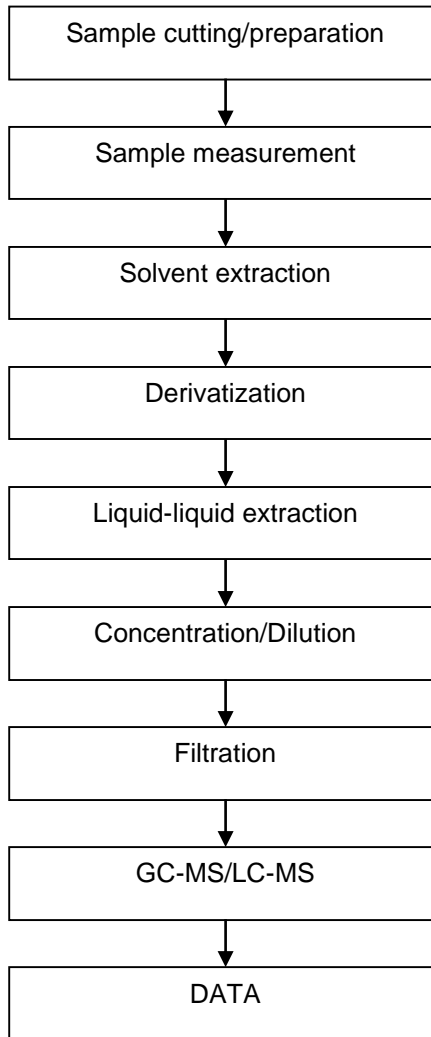 Sample cutting/preparation
Sample measurement
Solvent extraction
Derivatization
Liquid-liquid extraction
Concentration/Dilution
Filtration
GC-MS/LC-MS
DATA